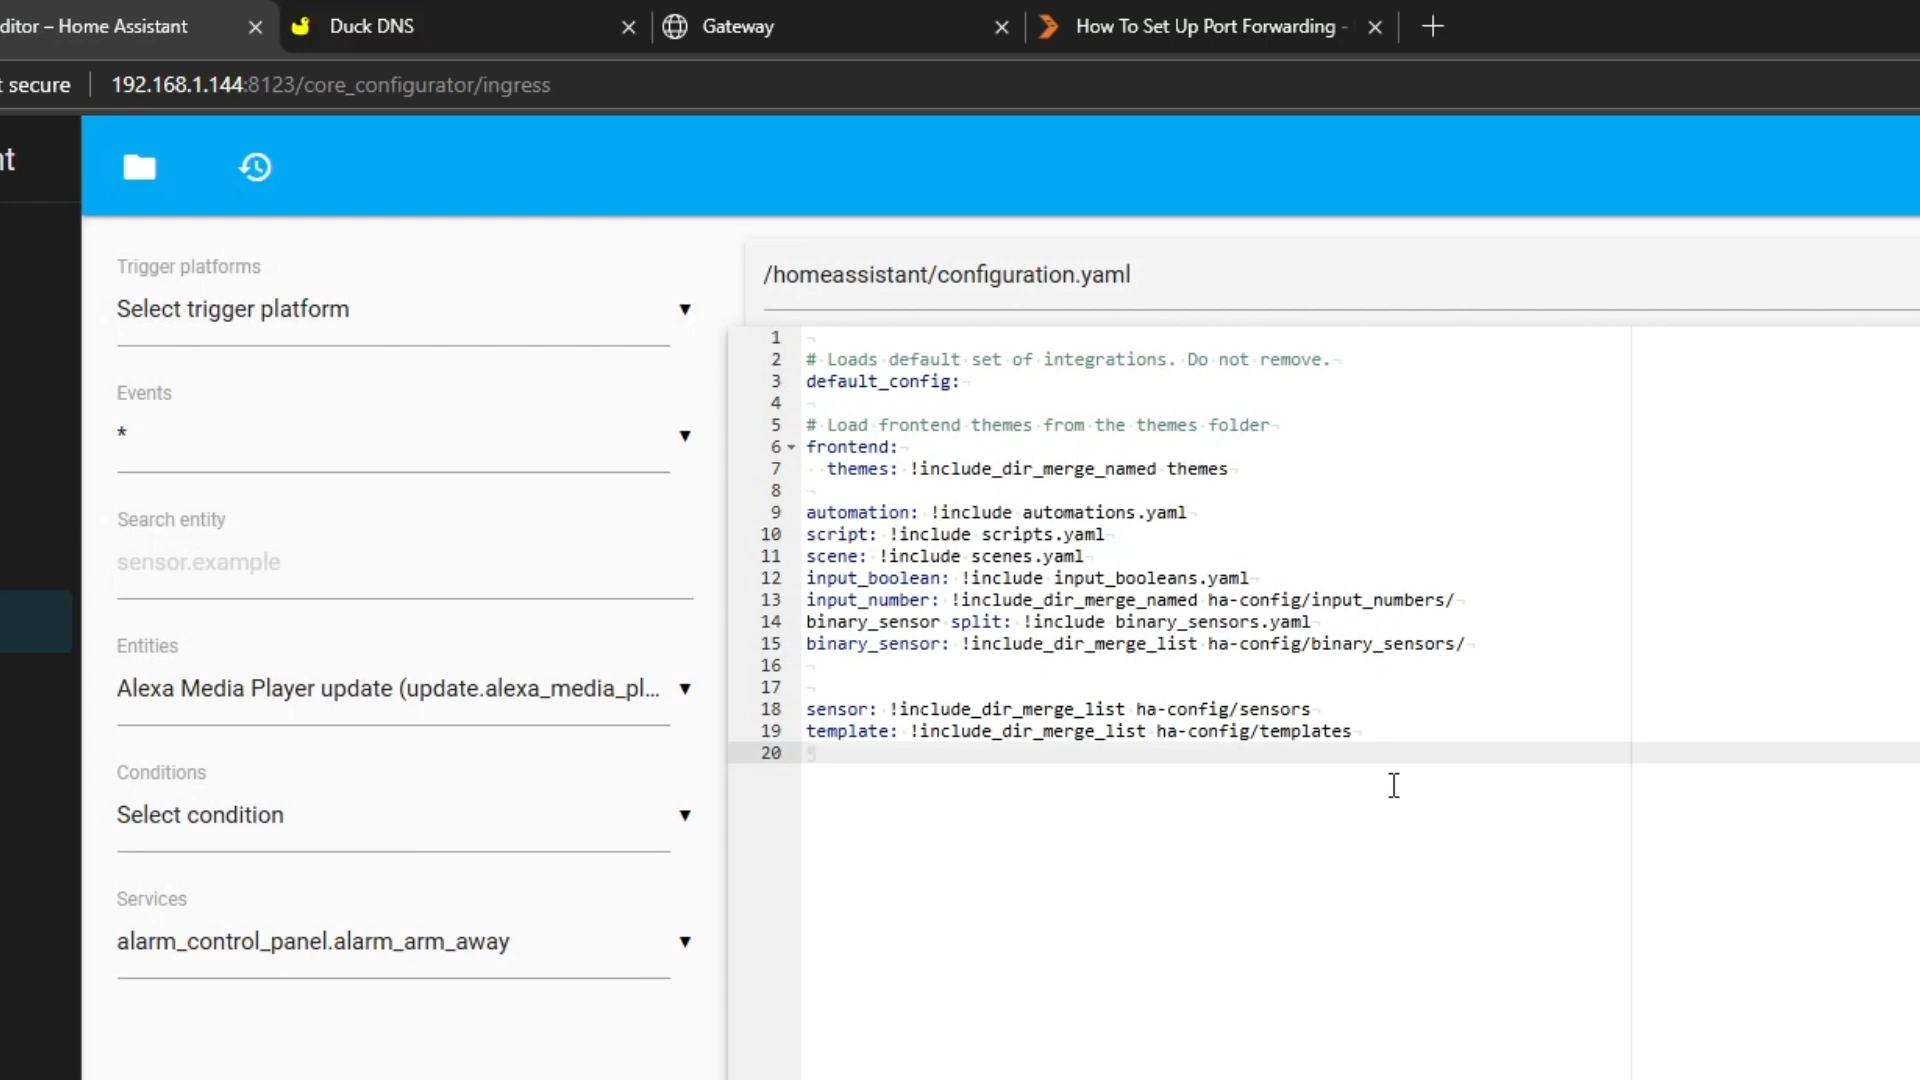 ditor – Home Assistant
Duck DNS
Gateway
How To Set Up Port Forwarding -
t secure
192.168.1.144:8123/core_configurator/ingress
nt
Trigger platforms
Select trigger platform
Events
*
Search entity
sensor.example
Entities
Alexa Media Player update (update.alexa_media_pl...
Conditions
Select condition
Services
alarm_control_panel.alarm_arm_away
/homeassistant/configuration.yaml
1
2 # Loads default set of integrations. Do not remove.
3 default_config:
4
5 # Load frontend themes from the themes folder
6 frontend:
7   themes: !include_dir_merge_named themes
8
9 automation: !include automations.yaml
10 script: !include scripts.yaml
11 scene: !include scenes.yaml
12 input_boolean: !include input_booleans.yaml
13 input_number: !include_dir_merge_named ha-config/input_numbers/
14 binary_sensor split: !include binary_sensors.yaml
15 binary_sensor: !include_dir_merge_list ha-config/binary_sensors/
16
17
18 sensor: !include_dir_merge_list ha-config/sensors
19 template: !include_dir_merge_list ha-config/templates
20